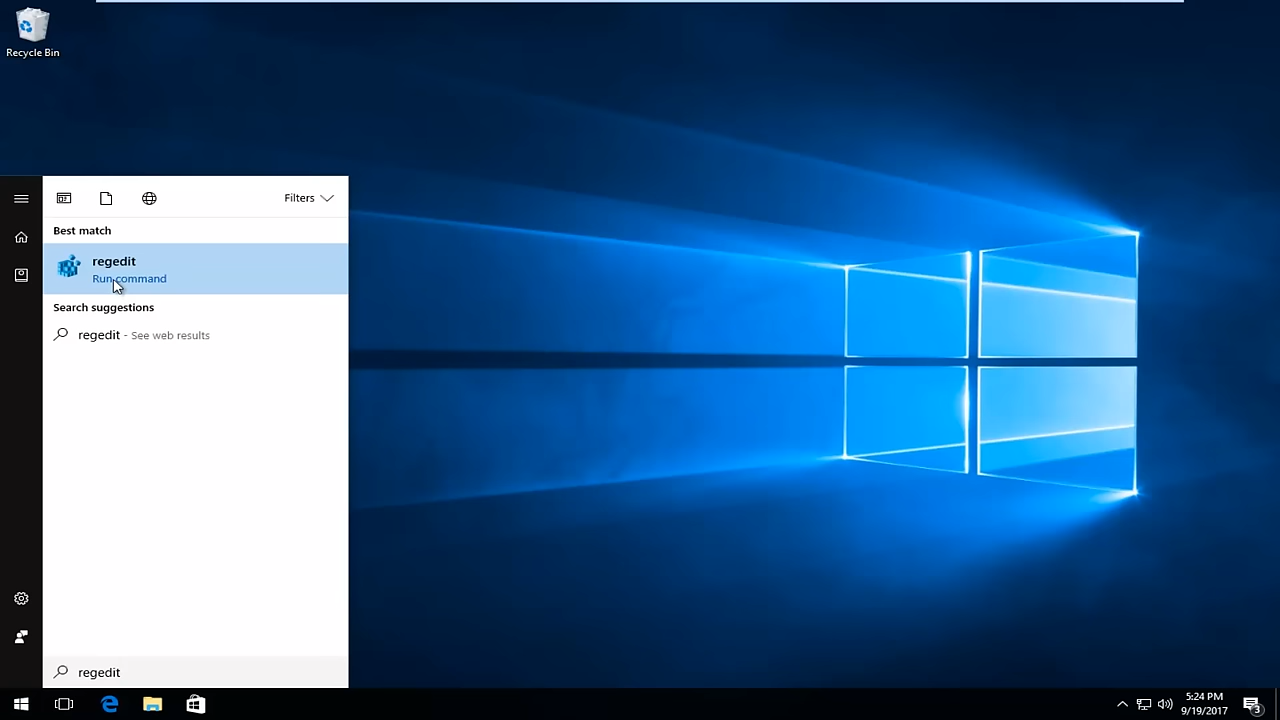 Recycle Bin
Filters
Best match
regedit
Run command
Search suggestions
regedit - See web results
regedit
5:24 PM
9/19/2017
3